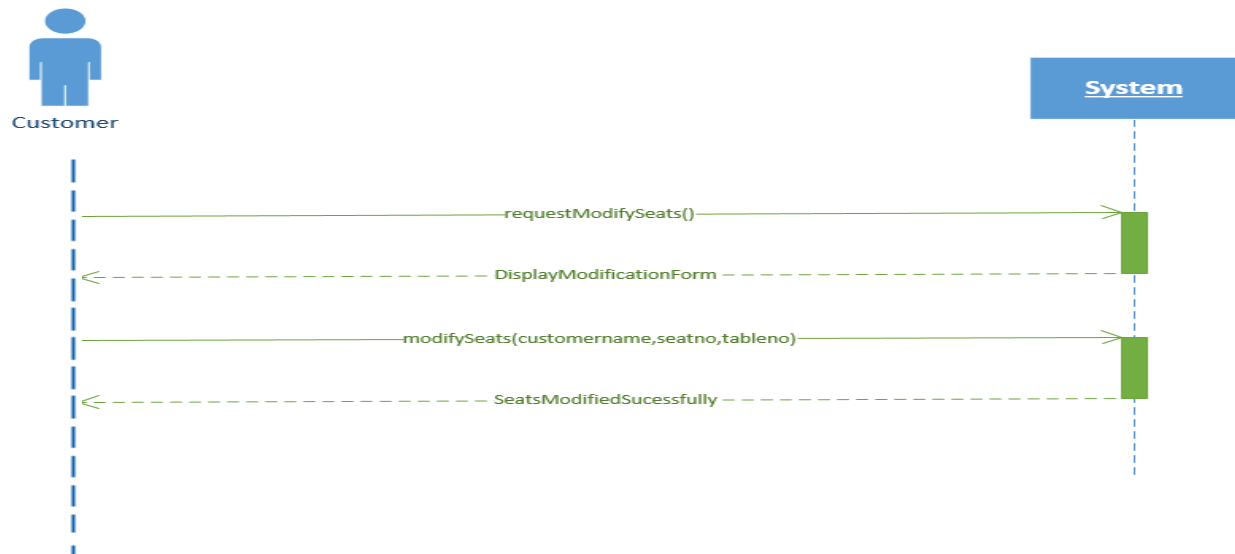 Customer
System
requestModifySeats()
DisplayModificationForm
modifySeats(customername,seatno,tableno)
SeatsModifiedSucessfully